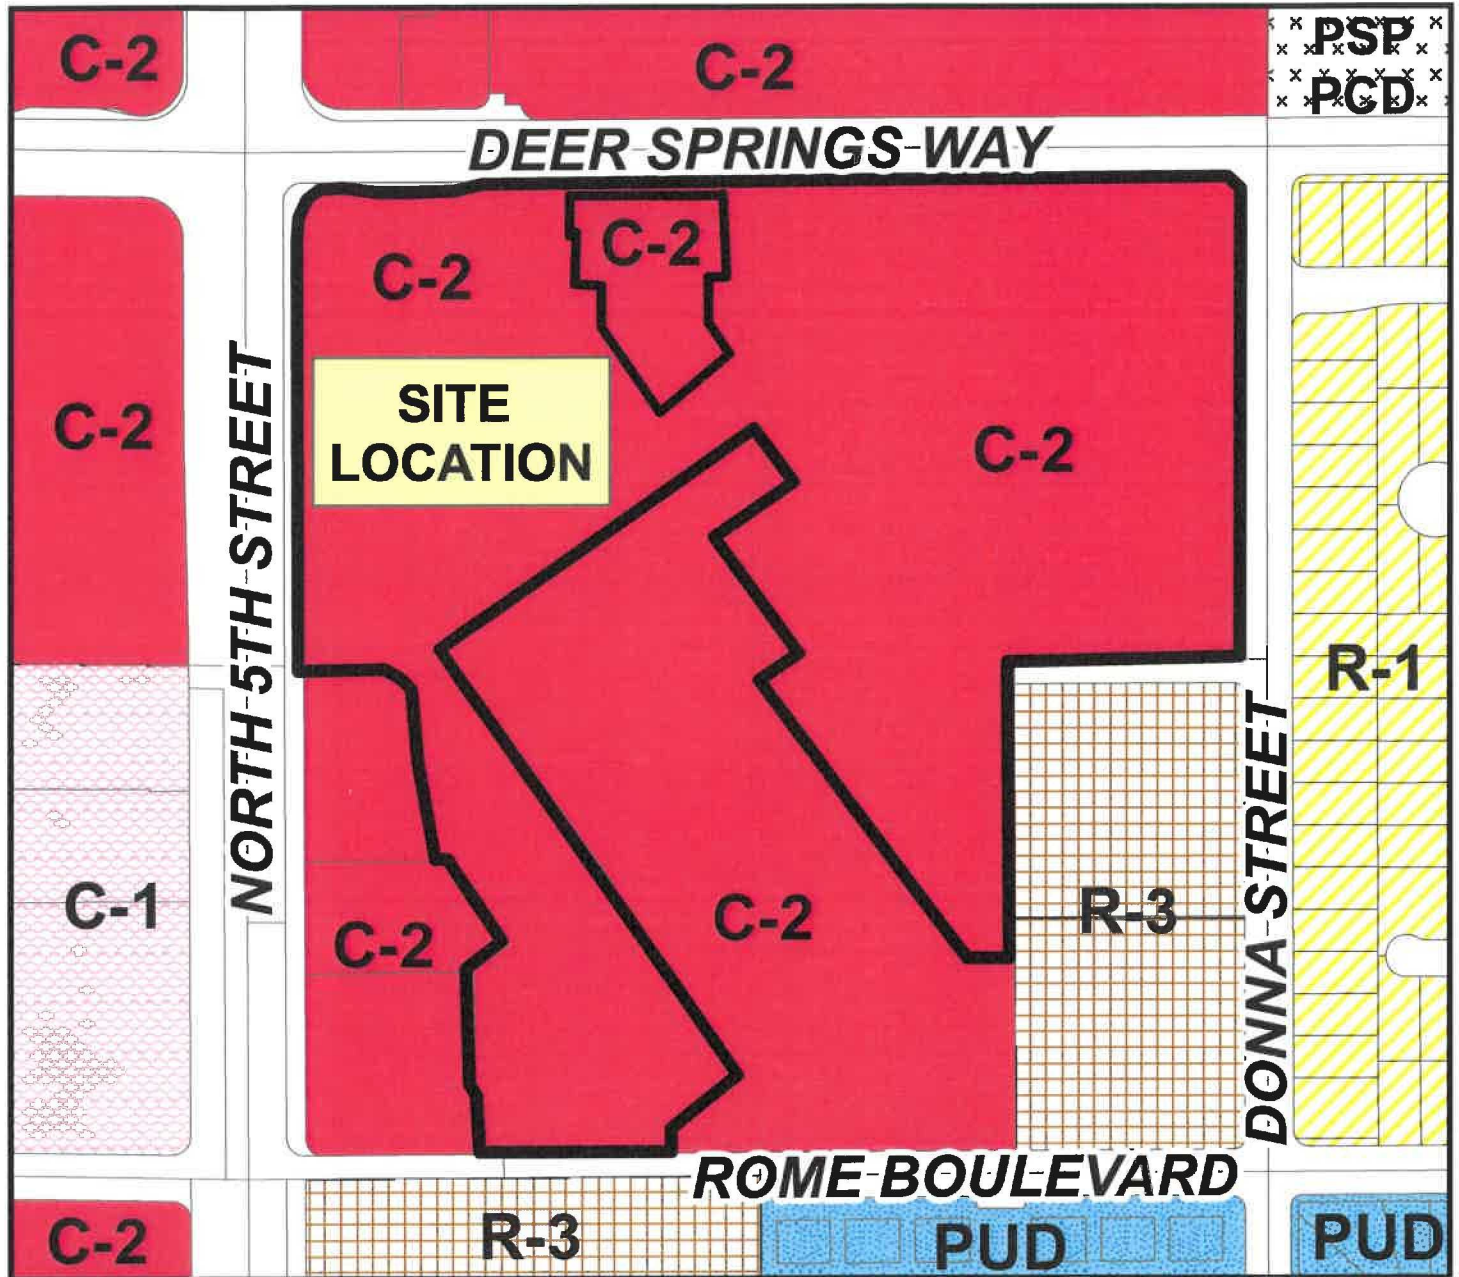 C-2
C-2
PSP
PCD
DEER SPRINGS WAY
C-2
C-2
C-2
SITE
LOCATION
C-2
NORTH 5TH STREET
R-1
C-1
C-2
C-2
R-3
DONNA STREET
ROME BOULEVARD
C-2
R-3
PUD
PUD